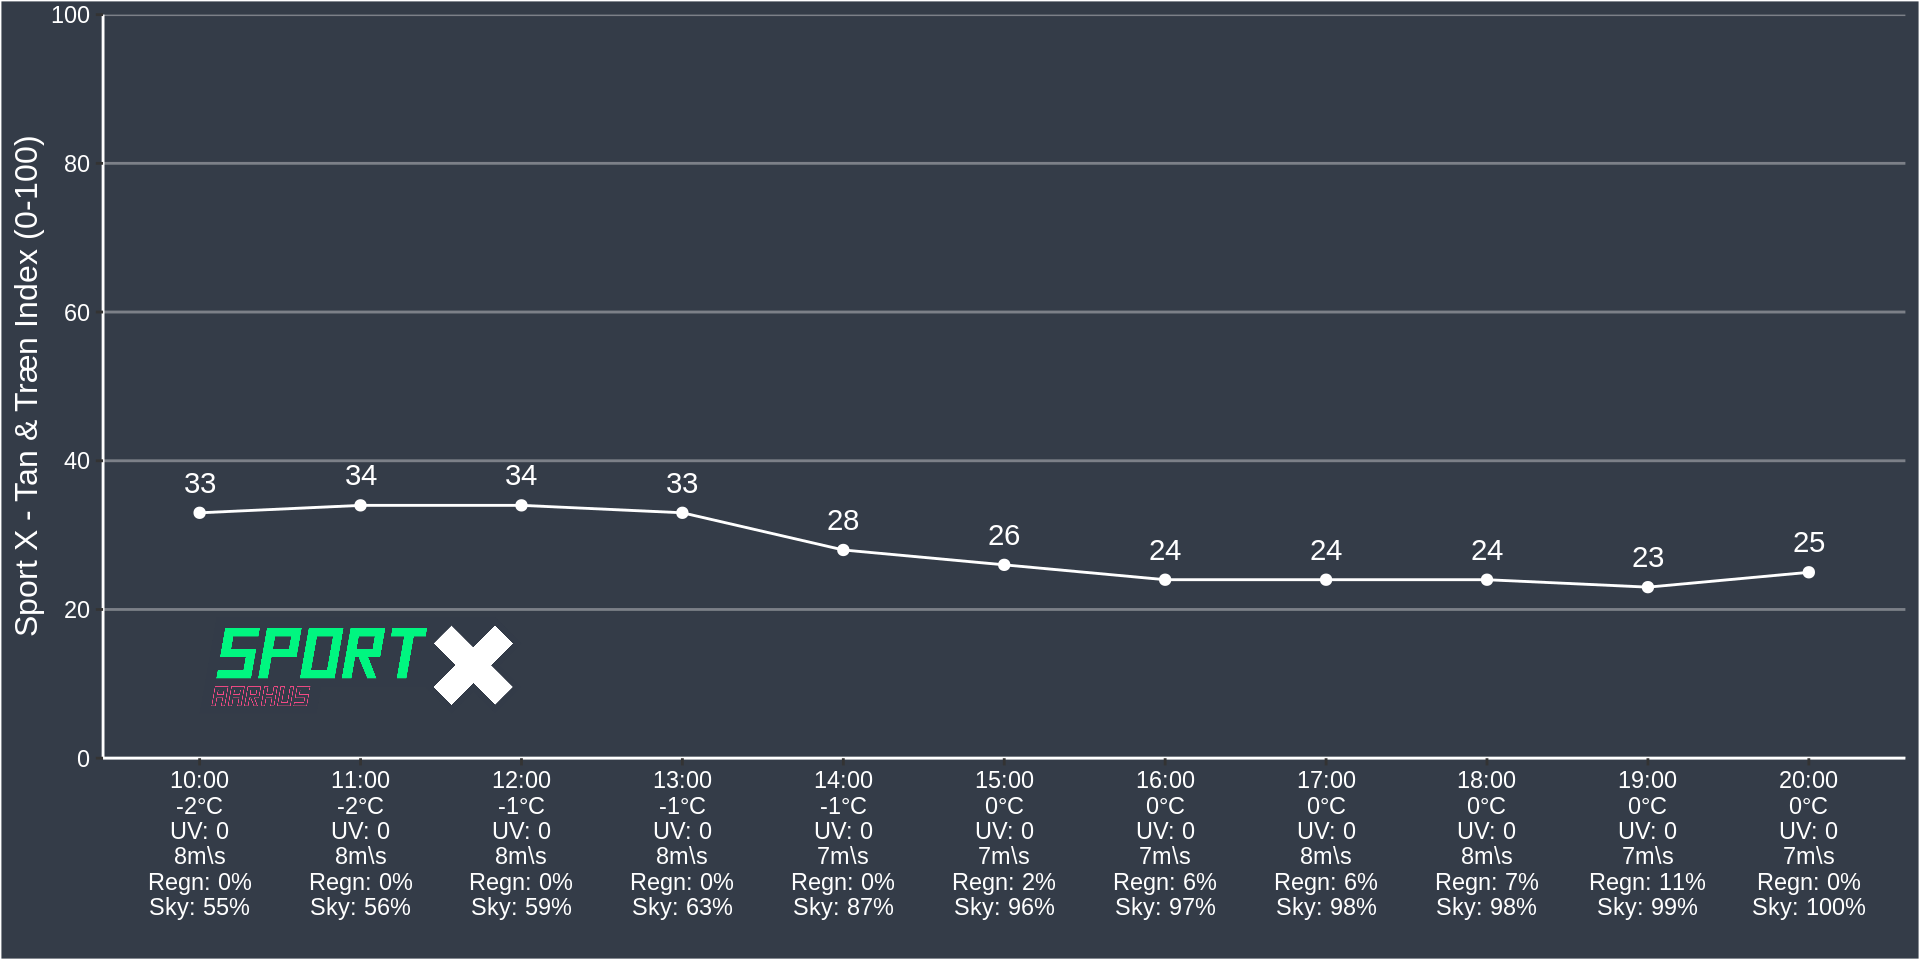 Sport X - Tan & Træn Index (0-100)
100
80
60
40
20
0
33
34
34
33
28
26
24
24
24
23
25
SPORT X
AARHUS
10:00 11:00 12:00 13:00 14:00 15:00 16:00 17:00 18:00 19:00 20:00
-2°C -2°C -1°C -1°C -1°C 0°C 0°C 0°C 0°C 0°C 0°C
UV: 0 UV: 0 UV: 0 UV: 0 UV: 0 UV: 0 UV: 0 UV: 0 UV: 0 UV: 0 UV: 0
8m\s 8m\s 8m\s 8m\s 7m\s 7m\s 7m\s 8m\s 8m\s 7m\s 7m\s
Regn: 0% Regn: 0% Regn: 0% Regn: 0% Regn: 0% Regn: 2% Regn: 6% Regn: 6% Regn: 7% Regn: 11% Regn: 0%
Sky: 55% Sky: 56% Sky: 59% Sky: 63% Sky: 87% Sky: 96% Sky: 97% Sky: 98% Sky: 98% Sky: 99% Sky: 100%